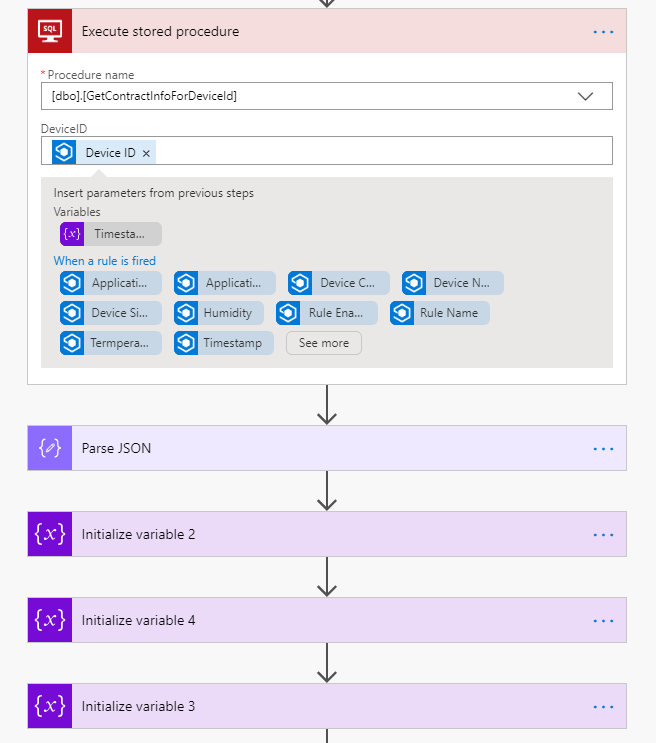 SQL
Execute stored procedure
* Procedure name
[dbo].[GetContractInfoForDeviceId]
DeviceID
Device ID ×
Insert parameters from previous steps
Variables
{x} Timesta...
When a rule is fired
Applicati... Applicati... Device C... Device N...
Device Si... Humidity Rule Ena... Rule Name
Termpera... Timestamp See more
Parse JSON
{x} Initialize variable 2
{x} Initialize variable 4
{x} Initialize variable 3